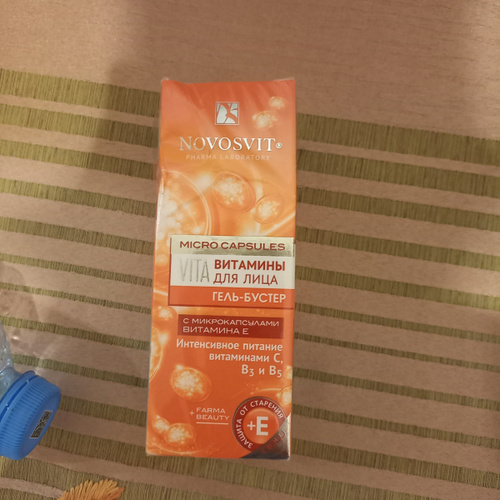 NOVOSVIT®
PHARMA LABORATORY
MICRO CAPSULES
VITA ВИТАМИНЫ
ДЛЯ ЛИЦА
ГЕЛЬ-БУСТЕР
С МИКРОКАПСУЛАМИ
ВИТАМИНА Е
Интенсивное питание
витаминами С,
В3 и В5
+ FARMA
BEAUTY
ЗАЩИТА ОТ СТАРЕНИЯ
+E